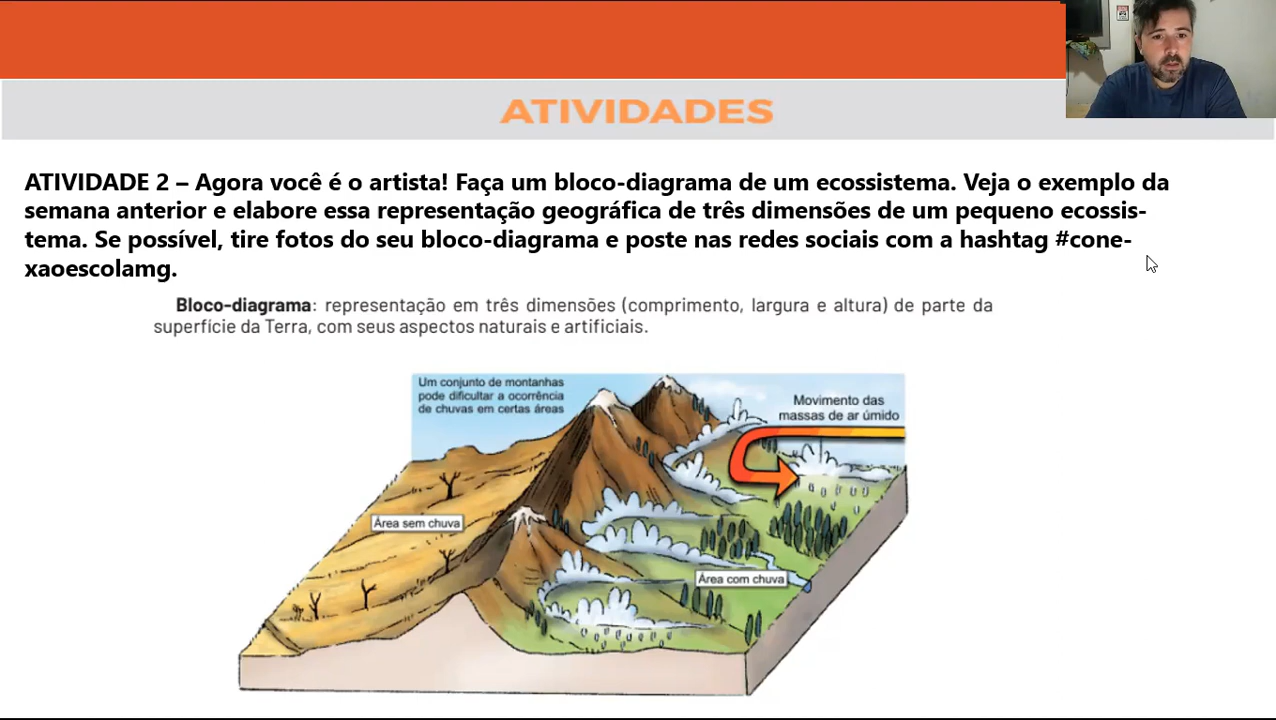 ATIVIDADES
ATIVIDADE 2 – Agora você é o artista! Faça um bloco-diagrama de um ecossistema. Veja o exemplo da
semana anterior e elabore essa representação geográfica de três dimensões de um pequeno ecossis-
tema. Se possível, tire fotos do seu bloco-diagrama e poste nas redes sociais com a hashtag #cone-
xaoescolamg.
Bloco-diagrama: representação em três dimensões (comprimento, largura e altura) de parte da
superfície da Terra, com seus aspectos naturais e artificiais.
Um conjunto de montanhas
pode dificultar a ocorrência
de chuvas em certas áreas
Movimento das
massas de ar úmido
Área sem chuva
Área com chuva